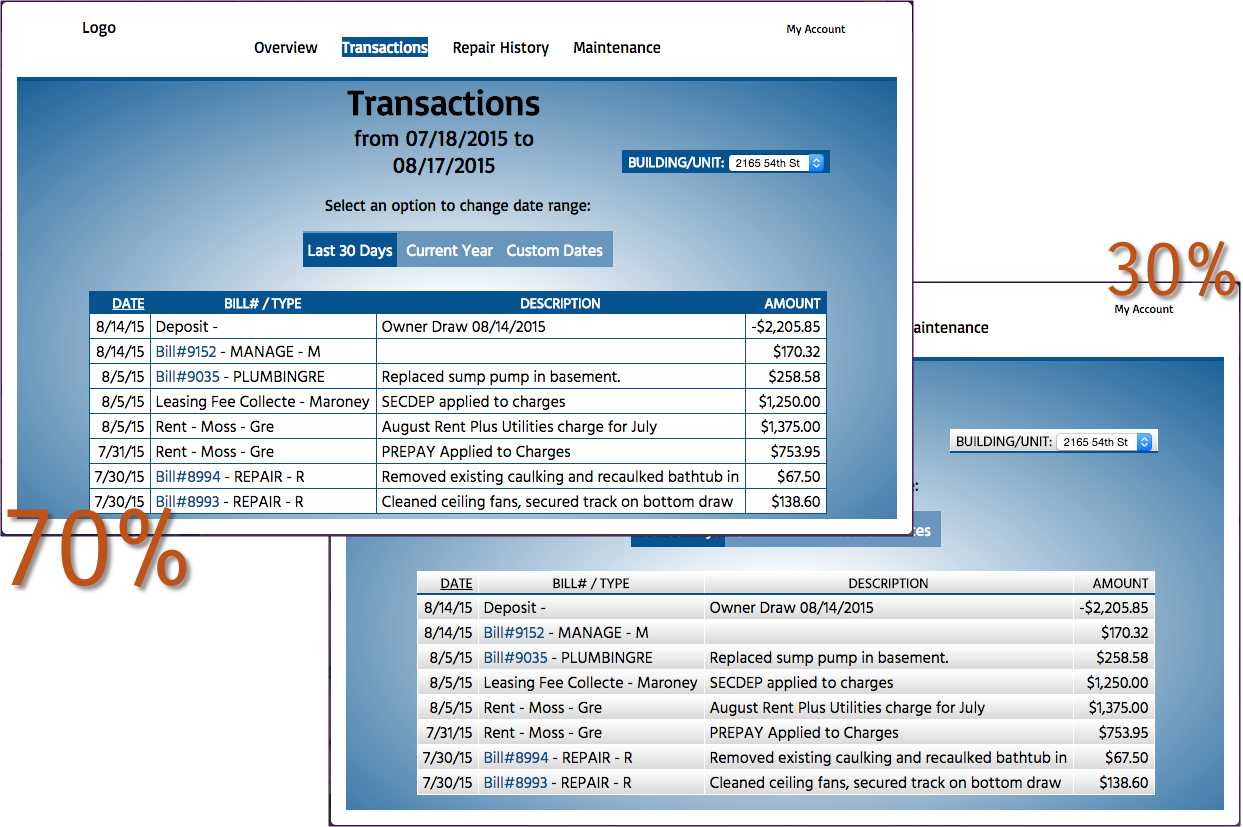 Logo
My Account
Overview Transactions Repair History Maintenance
Transactions
from 07/18/2015 to
08/17/2015
BUILDING/UNIT: 2165 54th St
Select an option to change date range:
Last 30 Days Current Year Custom Dates
DATE BILL# / TYPE DESCRIPTION AMOUNT
8/14/15 Deposit - Owner Draw 08/14/2015 -$2,205.85
8/14/15 Bill#9152 - MANAGE - M $170.32
8/5/15 Bill#9035 - PLUMBINGRE Replaced sump pump in basement. $258.58
8/5/15 Leasing Fee Collecte - Maroney SECDEP applied to charges $1,250.00
8/5/15 Rent - Moss - Gre August Rent Plus Utilities charge for July $1,375.00
7/31/15 Rent - Moss - Gre PREPAY Applied to Charges $753.95
7/30/15 Bill#8994 - REPAIR - R Removed existing caulking and recaulked bathtub in $67.50
7/30/15 Bill#8993 - REPAIR - R Cleaned ceiling fans, secured track on bottom draw $138.60
70%
30%
My Account
aintenance
BUILDING/UNIT: 2165 54th St
DATE BILL# / TYPE DESCRIPTION AMOUNT
8/14/15 Deposit - Owner Draw 08/14/2015 -$2,205.85
8/14/15 Bill#9152 - MANAGE - M $170.32
8/5/15 Bill#9035 - PLUMBINGRE Replaced sump pump in basement. $258.58
8/5/15 Leasing Fee Collecte - Maroney SECDEP applied to charges $1,250.00
8/5/15 Rent - Moss - Gre August Rent Plus Utilities charge for July $1,375.00
7/31/15 Rent - Moss - Gre PREPAY Applied to Charges $753.95
7/30/15 Bill#8994 - REPAIR - R Removed existing caulking and recaulked bathtub in $67.50
7/30/15 Bill#8993 - REPAIR - R Cleaned ceiling fans, secured track on bottom draw $138.60